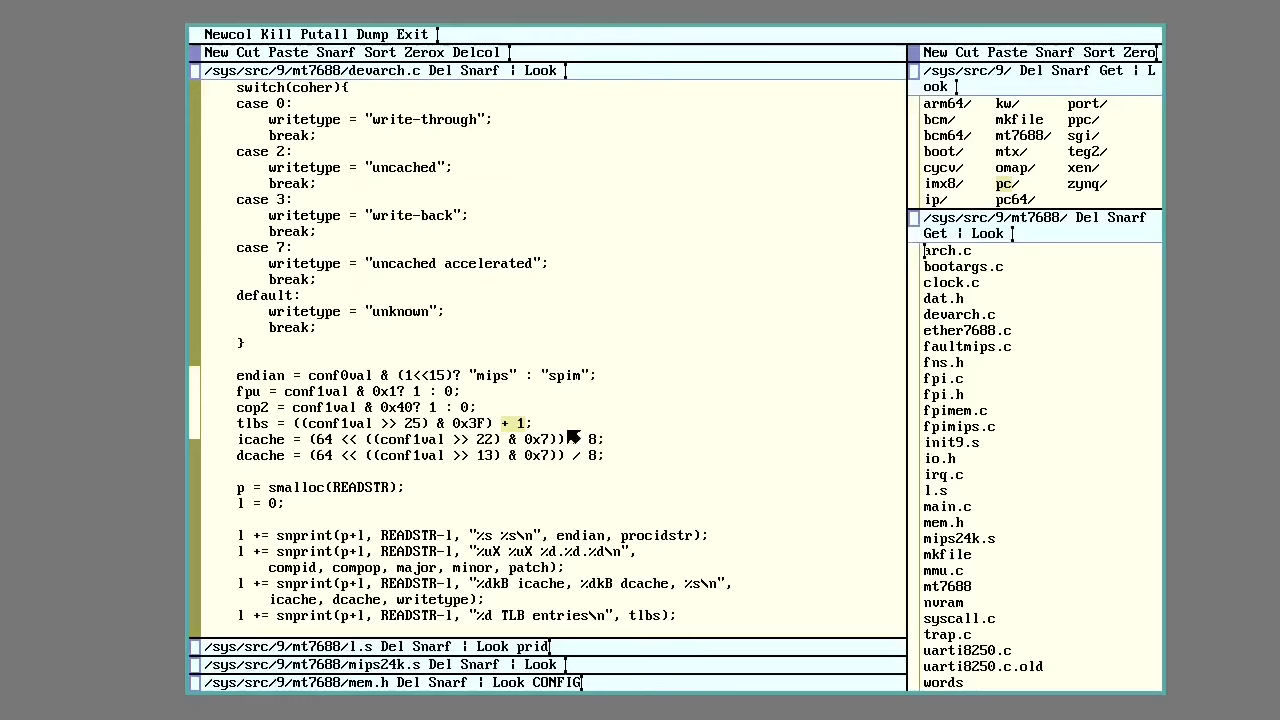 Newcol Kill Putall Dump Exit
New Cut Paste Snarf Sort Zerox Delcol
/sys/src/9/mt7688/devarch.c Del Snarf | Look
switch(coher){
case 0:
writetype = "write-through";
break;
case 2:
writetype = "uncached";
break;
case 3:
writetype = "write-back";
break;
case 7:
writetype = "uncached accelerated";
break;
default:
writetype = "unknown";
break;
}
endian = conf0val & (1<<15)? "mips" : "spim";
fpu = conf1val & 0x1? 1 : 0;
cop2 = conf1val & 0x40? 1 : 0;
tlbs = ((conf1val >> 25) & 0x3F) + 1;
icache = (64 << ((conf1val >> 22) & 0x7)) 8;
dcache = (64 << ((conf1val >> 13) & 0x7)) / 8;
p = smalloc(READSTR);
l = 0;
l += snprint(p+l, READSTR-l, "%s %s\n", endian, procidstr);
l += snprint(p+l, READSTR-l, "%uX %uX %d.%d.%d\n",
compid, compop, major, minor, patch);
l += snprint(p+l, READSTR-l, "%dkB icache, %dkB dcache, %s\n",
icache, dcache, writetype);
l += snprint(p+l, READSTR-l, "%d TLB entries\n", tlbs);
/sys/src/9/mt7688/l.s Del Snarf | Look prid
/sys/src/9/mt7688/mips24k.s Del Snarf | Look
/sys/src/9/mt7688/mem.h Del Snarf | Look CONFIG
New Cut Paste Snarf Sort Zero
/sys/src/9/ Del Snarf Get | L
ook
arm64/ kw/ port/
bcm/ mkfile ppc/
bcm64/ mt7688/ sgi/
boot/ mtx/ teg2/
cycv/ omap/ xen/
imx8/ pc/ zynq/
ip/ pc64/
/sys/src/9/mt7688/ Del Snarf
Get | Look
arch.c
bootargs.c
clock.c
dat.h
devarch.c
ether7688.c
faultmips.c
fns.h
fpi.c
fpi.h
fpimem.c
fpimips.c
init9.s
io.h
irq.c
l.s
main.c
mem.h
mips24k.s
mkfile
mmu.c
mt7688
nvram
syscall.c
trap.c
uarti8250.c
uarti8250.c.old
words